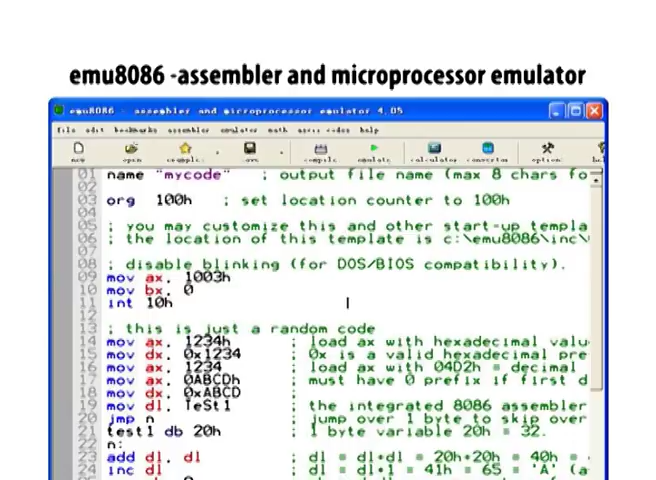 emu8086 -assembler and microprocessor emulator
emu8086 - assembler and microprocessor emulator 4.05
file edit bookmarks assembler emulator math ascii codes help
new open examples save compile emulate calculator convertor options
01 name "mycode" ; output file name (max 8 chars fo
02
03 org 100h ; set location counter to 100h
04
05 ; you may customize this and other start-up templa
06 ; the location of this template is c:\emu8086\inc\
07
08 ; disable blinking (for DOS/BIOS compatibility).
09 mov ax, 1003h
10 mov bx, 0
11 int 10h
12
13 ; this is just a random code
14 mov ax, 1234h ; load ax with hexadecimal valu
15 mov dx, 0x1234 ; 0x is a valid hexadecimal pre
16 mov ax, 1234 ; load ax with 04D2h = decimal
17 mov ax, 0ABCDh ; must have 0 prefix if first d
18 mov dx, 0xABCD
19 mov dl, TeSt1 ; the integrated 8086 assembler
20 jmp n ; jump over 1 byte to skip over
21 test1 db 20h ; 1 byte variable 20h = 32.
22 n:
23 add dl, dl ; dl = dl+dl = 20h+20h = 40h =
24 inc dl ; dl = dl+1 = 41h = 65 = 'A' (a